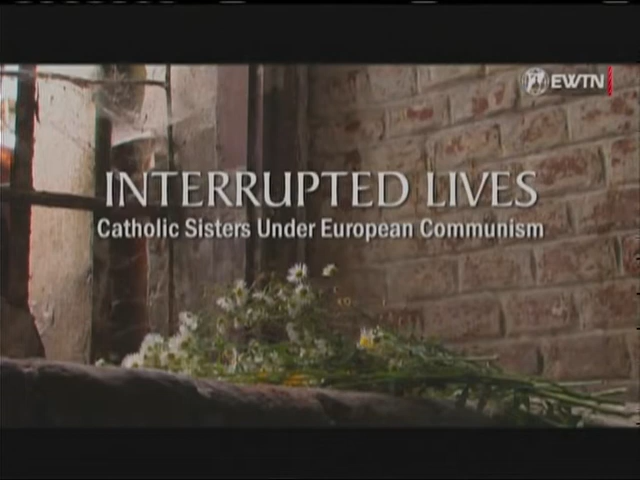 EWTN
INTERRUPTED LIVES
Catholic Sisters Under European Communism